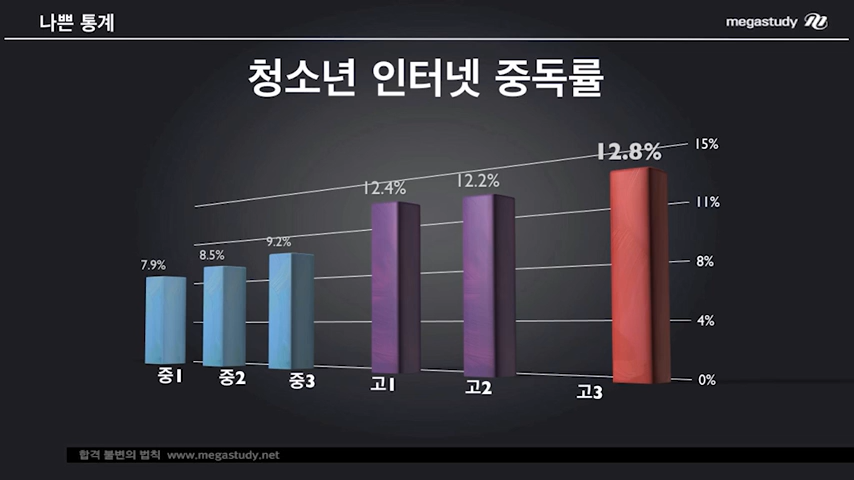 나쁜 통계
megastudy
청소년 인터넷 중독률
12.8%
15%
12.4%
12.2%
11%
9.2%
8.5%
7.9%
8%
4%
0%
중1
중2
중3
고1
고2
고3
합격 불변의 법칙 www.megastudy.net